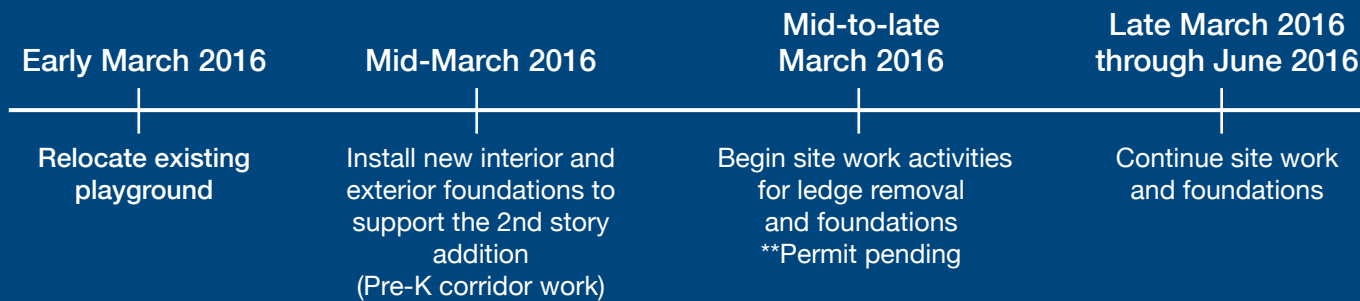 Early March 2016
Relocate existing
playground
Mid-March 2016
Install new interior and
exterior foundations to
support the 2nd story
addition
(Pre-K corridor work)
Mid-to-late
March 2016
Begin site work activities
for ledge removal
and foundations
**Permit pending
Late March 2016
through June 2016
Continue site work
and foundations